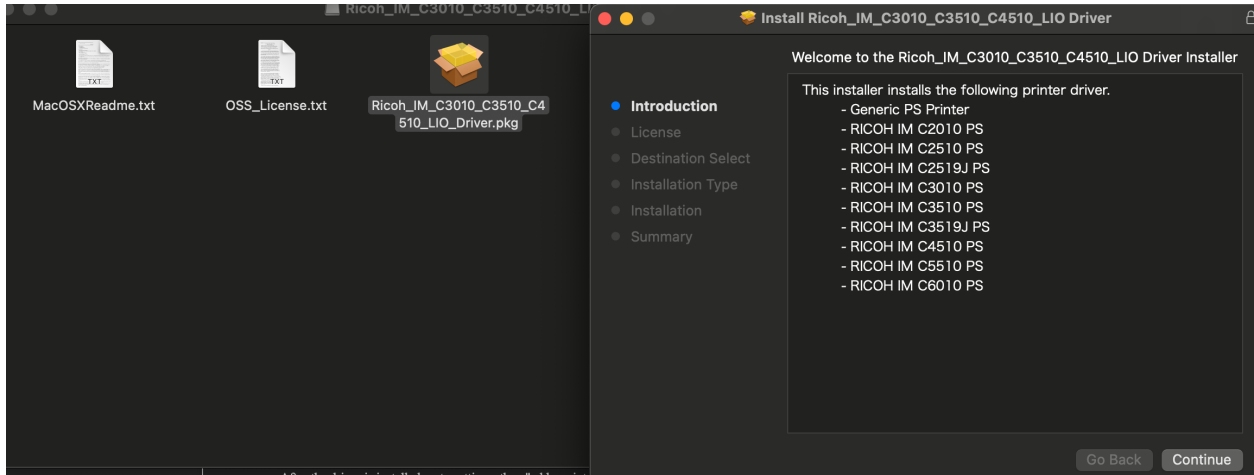 Ricoh_IM_C3010_C3510_C4510_LI
TXT
MacOSXReadme.txt
TXT
OSS_License.txt
Ricoh_IM_C3010_C3510_C4
510_LIO_Driver.pkg
Install Ricoh_IM_C3010_C3510_C4510_LIO Driver
Welcome to the Ricoh_IM_C3010_C3510_C4510_LIO Driver Installer
Introduction
License
Destination Select
Installation Type
Installation
Summary
This installer installs the following printer driver.
- Generic PS Printer
- RICOH IM C2010 PS
- RICOH IM C2510 PS
- RICOH IM C2519J PS
- RICOH IM C3010 PS
- RICOH IM C3510 PS
- RICOH IM C3519J PS
- RICOH IM C4510 PS
- RICOH IM C5510 PS
- RICOH IM C6010 PS
Go Back
Continue